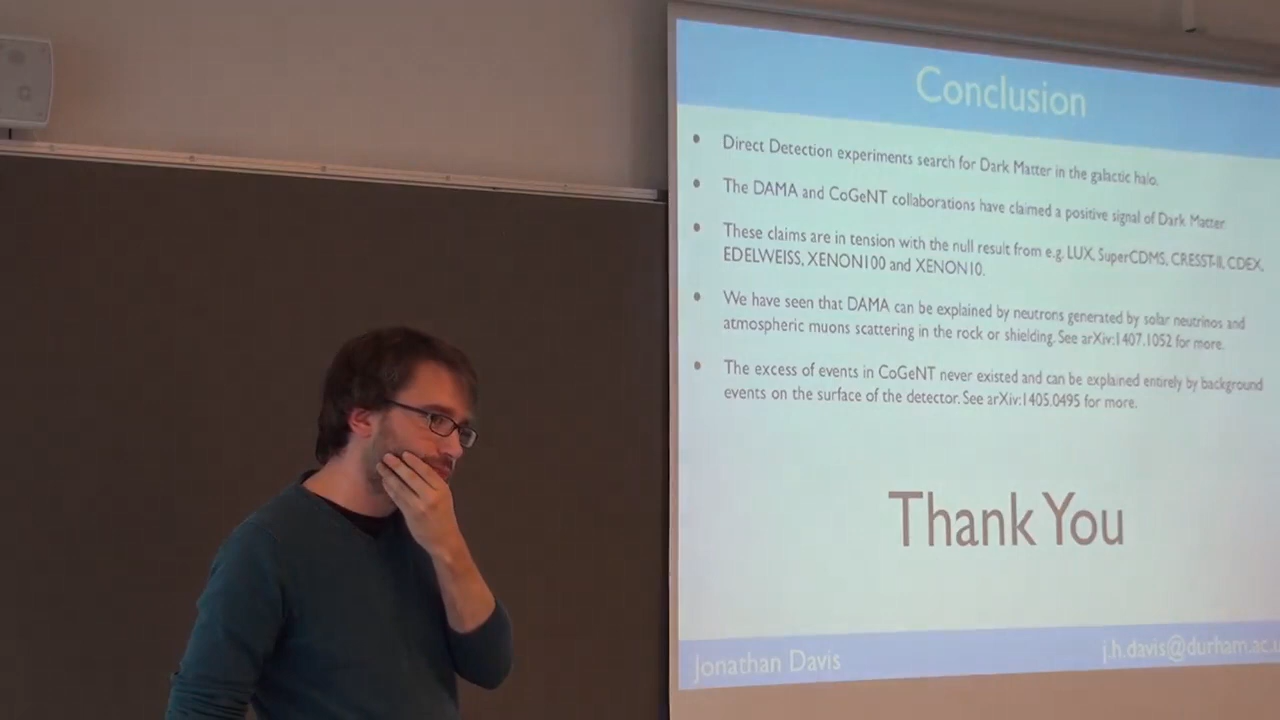 Conclusion
• Direct Detection experiments search for Dark Matter in the galactic halo.
• The DAMA and CoGeNT collaborations have claimed a positive signal of Dark Matter
• These claims are in tension with the null result from e.g. LUX, SuperCDMS, CRESST-II, CDEX,
EDELWEISS, XENON100 and XENON10.
• We have seen that DAMA can be explained by neutrons generated by solar neutrinos and
atmospheric muons scattering in the rock or shielding. See arXiv:1407.1052 for more.
• The excess of events in CoGeNT never existed and can be explained entirely by background
events on the surface of the detector. See arXiv:1405.0495 for more.
Thank You
Jonathan Davis
j.h.davis@durham.ac.u